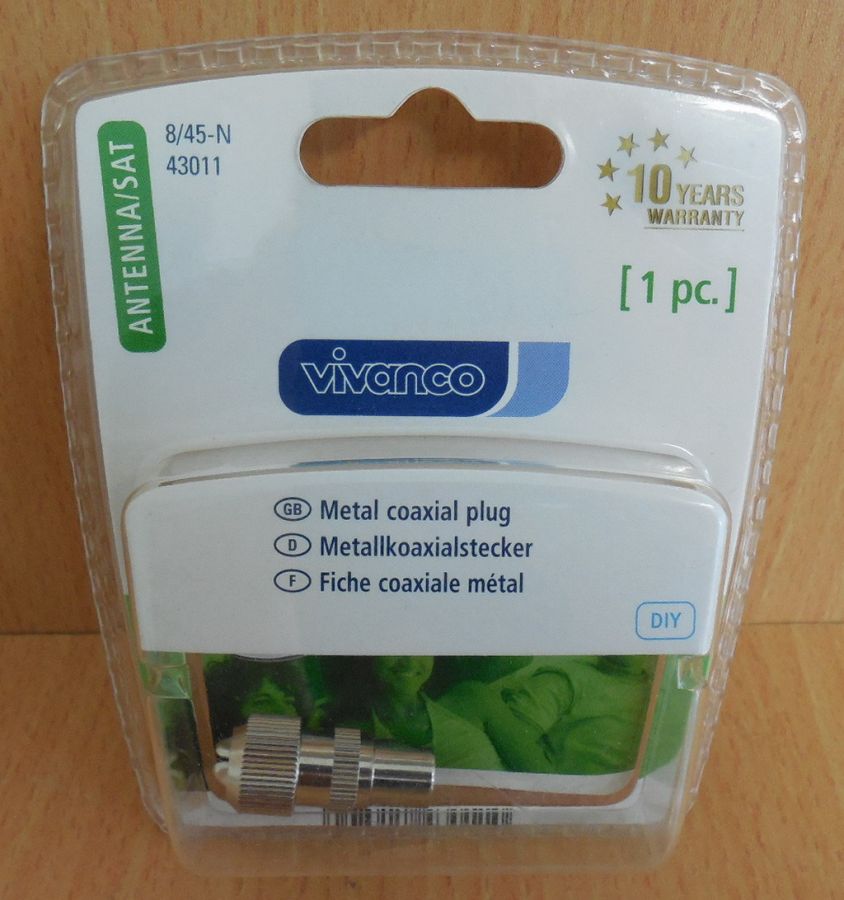 ANTENNA/SAT
8/45-N
43011
10 YEARS
WARRANTY
[ 1 pc. ]
vivanco
GB Metal coaxial plug
D Metallkoaxialstecker
F Fiche coaxiale métal
DIY